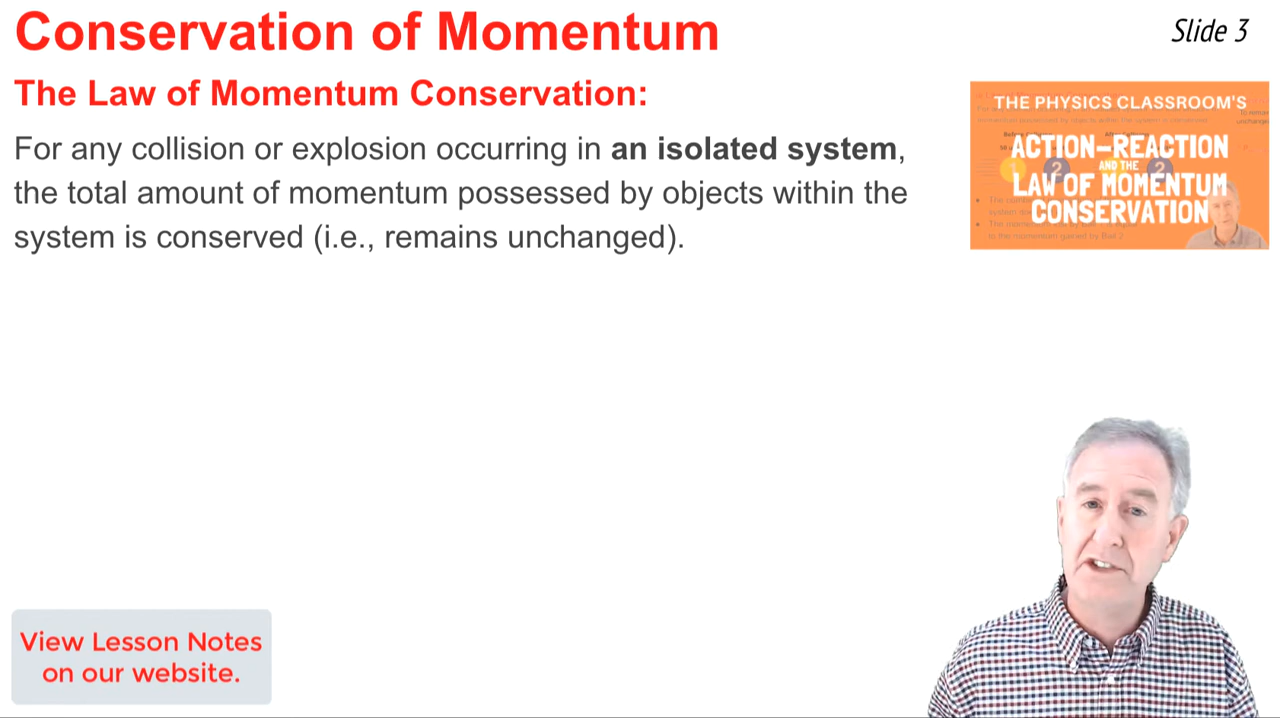 Conservation of Momentum
Slide 3
The Law of Momentum Conservation:
For any collision or explosion occurring in an isolated system,
the total amount of momentum possessed by objects within the
system is conserved (i.e., remains unchanged).
THE PHYSICS CLASSROOM'S
ACTION–REACTION
AND THE
LAW OF MOMENTUM
CONSERVATION
View Lesson Notes
on our website.